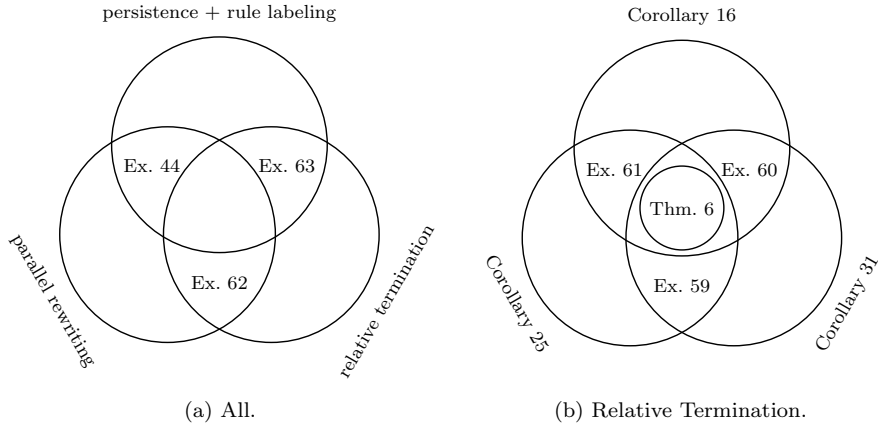 persistence + rule labeling
Ex. 44
Ex. 63
Ex. 62
parallel rewriting
relative termination
(a) All.
Corollary 16
Ex. 61
Ex. 60
Thm. 6
Ex. 59
Corollary 25
Corollary 31
(b) Relative Termination.